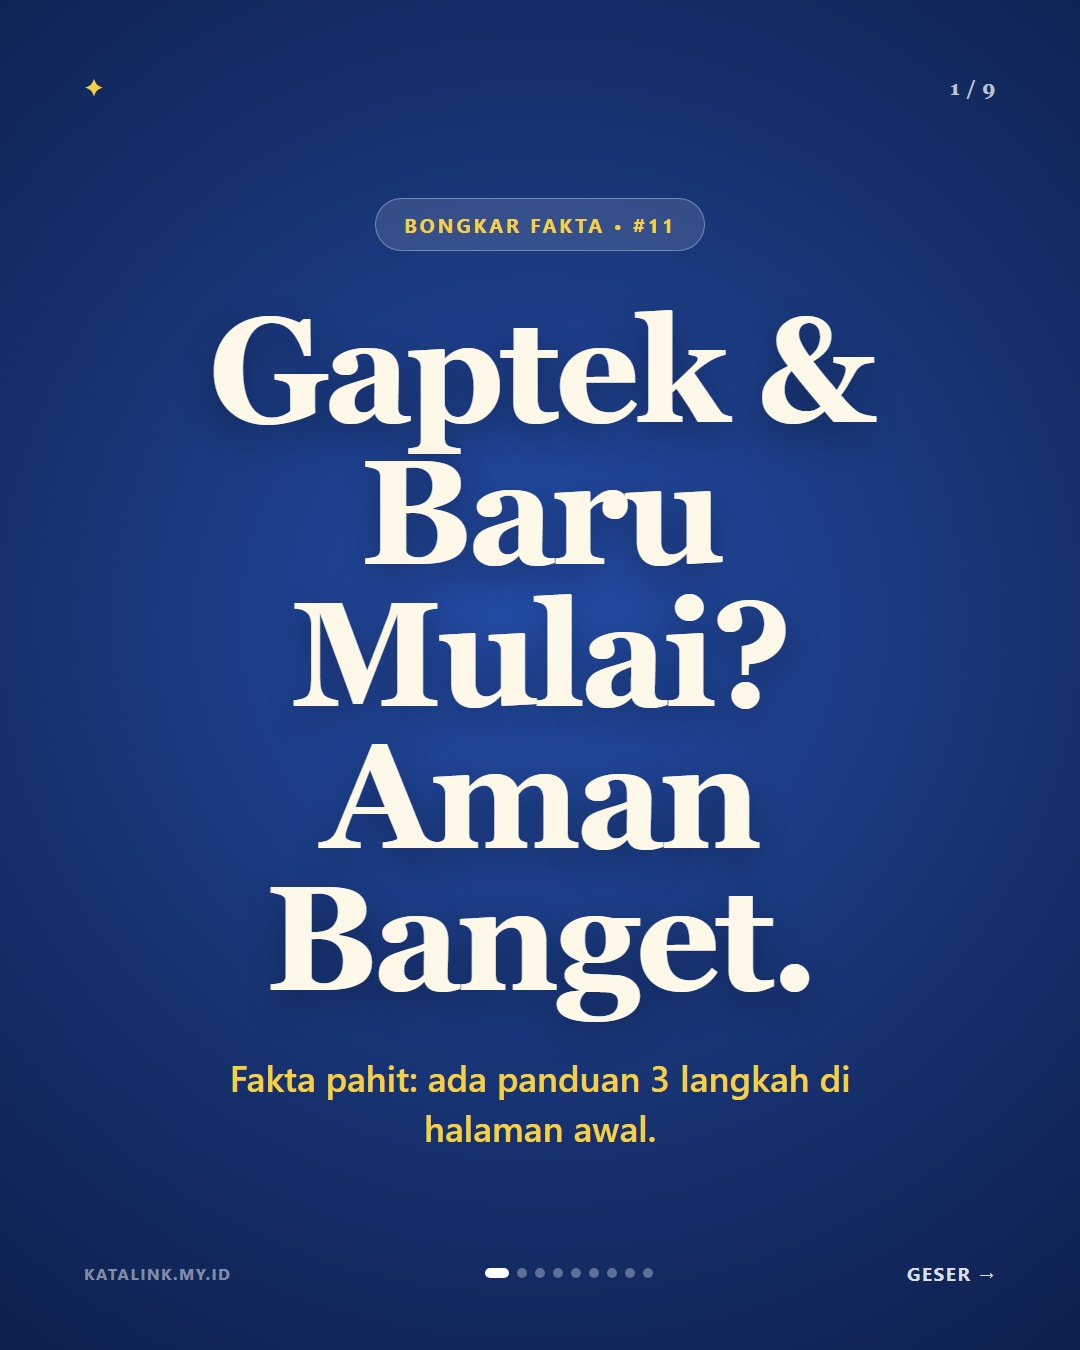 ✦
1 / 9
BONGKAR FAKTA • #11
Gaptek &
Baru
Mulai?
Aman
Banget.
Fakta pahit: ada panduan 3 langkah di
halaman awal.
KATALINK.MY.ID
GESER →